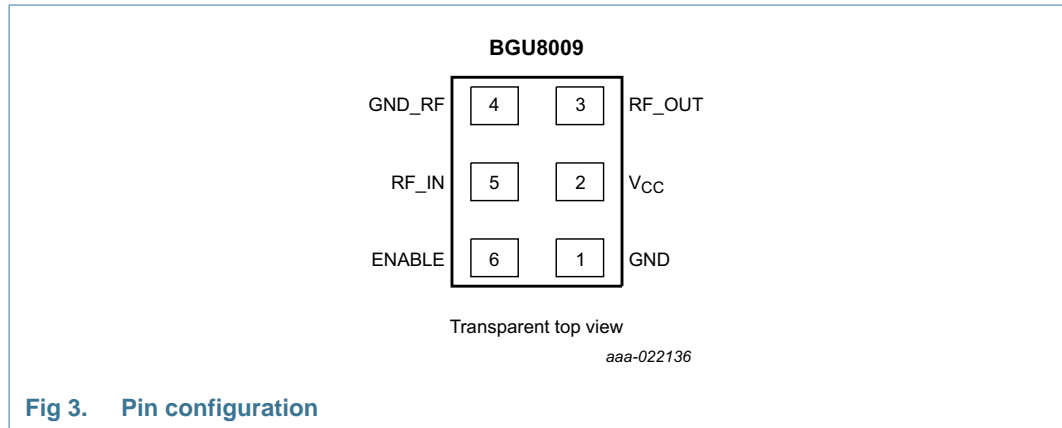 BGU8009
GND_RF 4 3 RF_OUT
RF_IN 5 2 VCC
ENABLE 6 1 GND
Transparent top view
aaa-022136
Fig 3. Pin configuration